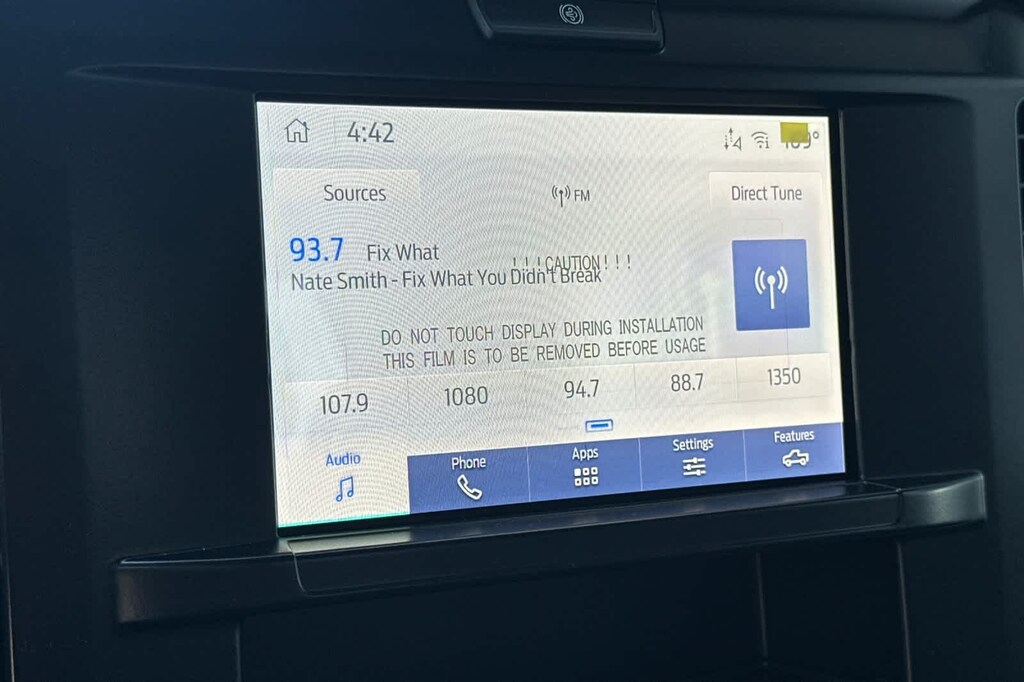 4:42
109°
Sources
FM
Direct Tune
93.7 Fix What
! ! ! CAUTION ! ! !
Nate Smith - Fix What You Didn't Break
DO NOT TOUCH DISPLAY DURING INSTALLATION
THIS FILM IS TO BE REMOVED BEFORE USAGE
107.9
1080
94.7
88.7
1350
Audio
Phone
Apps
Settings
Features